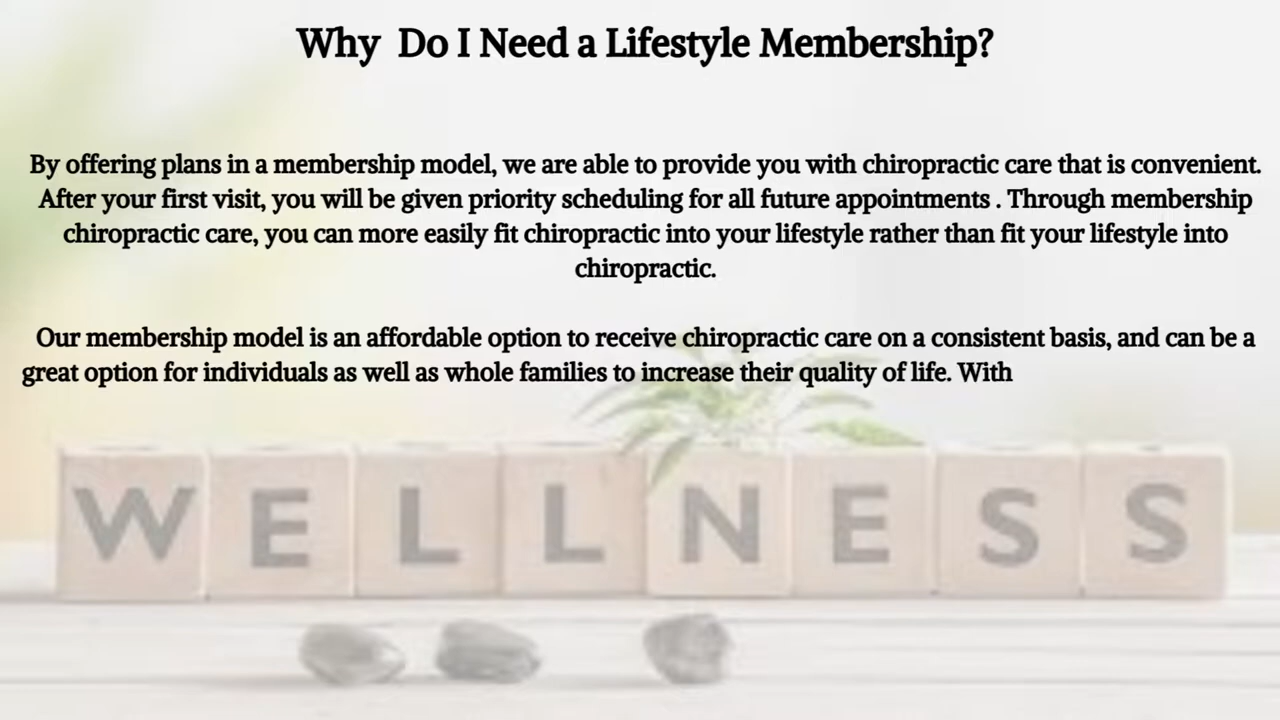 Why  Do I Need a Lifestyle Membership?
By offering plans in a membership model, we are able to provide you with chiropractic care that is convenient.
After your first visit, you will be given priority scheduling for all future appointments . Through membership
chiropractic care, you can more easily fit chiropractic into your lifestyle rather than fit your lifestyle into
chiropractic.
Our membership model is an affordable option to receive chiropractic care on a consistent basis, and can be a
great option for individuals as well as whole families to increase their quality of life. With
WELLNESS